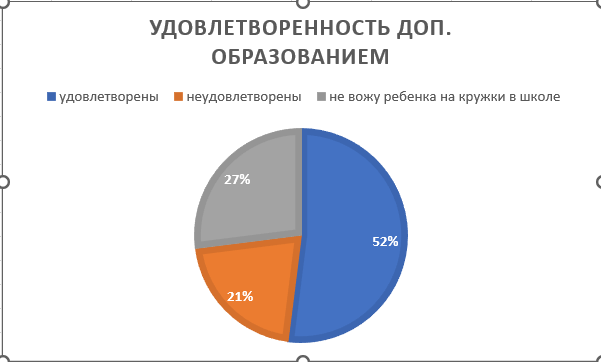 УДОВЛЕТВОРЕННОСТЬ ДОП.
ОБРАЗОВАНИЕМ
удовлетворены неудовлетворены не вожу ребенка на кружки в школе
27%
52%
21%